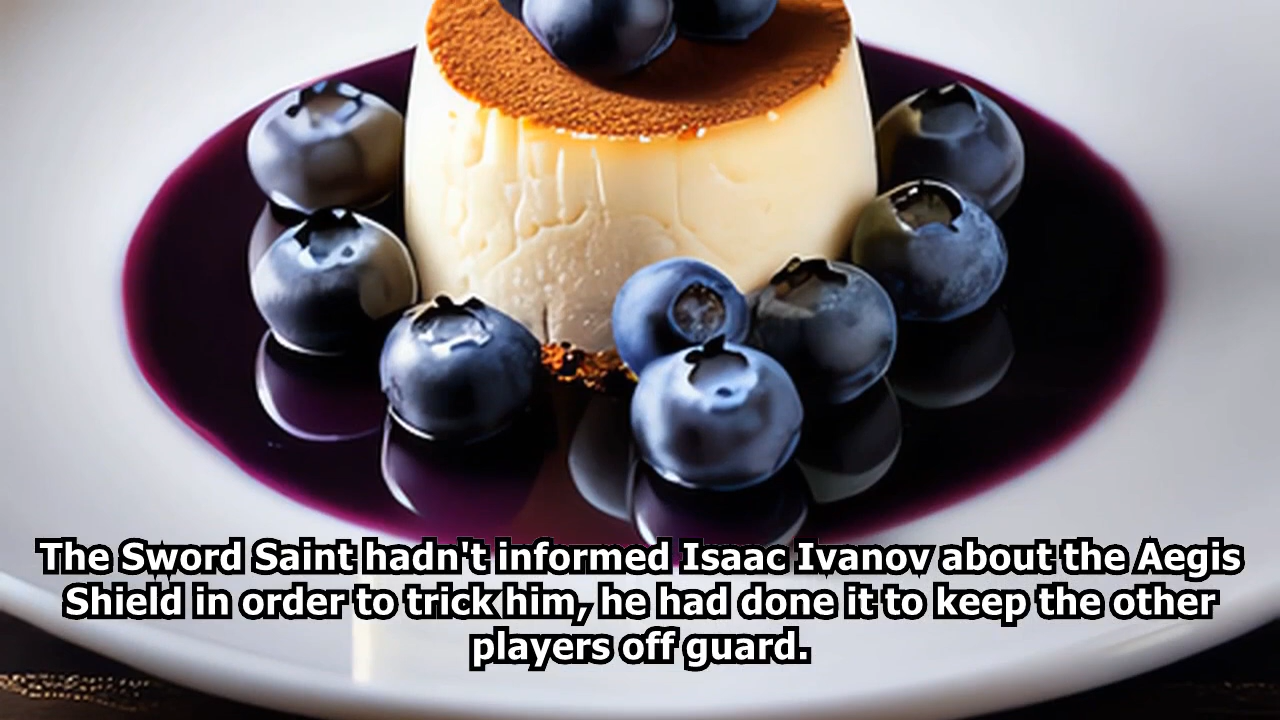 The Sword Saint hadn't informed Isaac Ivanov about the Aegis
Shield in order to trick him, he had done it to keep the other
players off guard.